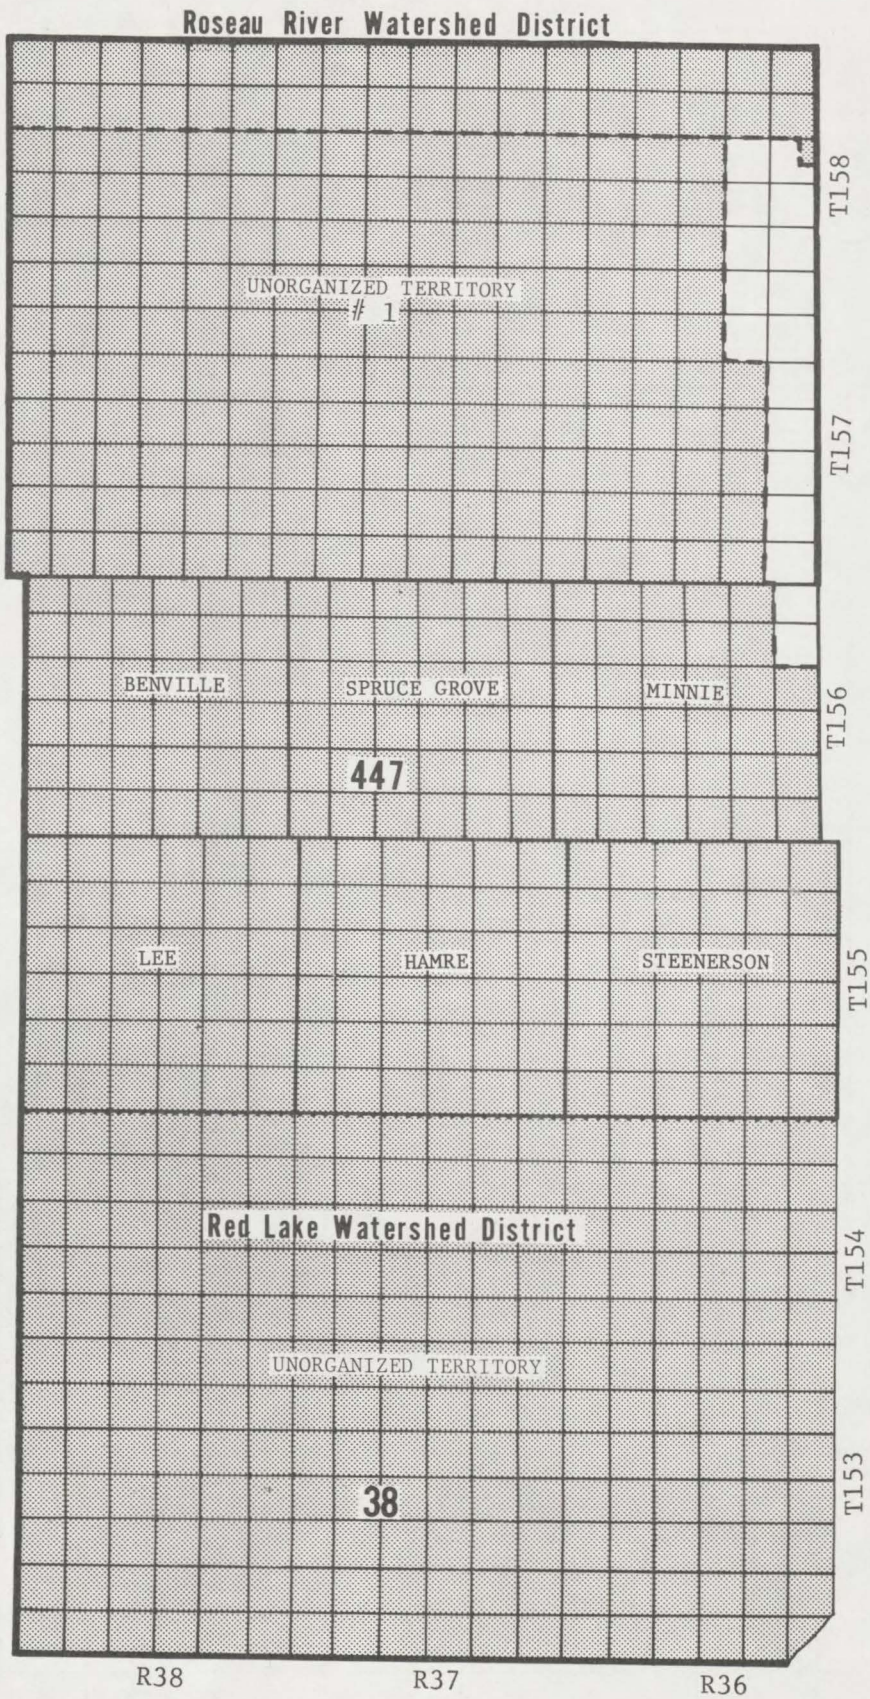 Roseau River Watershed District
T158
UNORGANIZED TERRITORY
# 1
T157
BENVILLE
SPRUCE GROVE
MINNIE
T156
447
LEE
HAMRE
STEENERSON
T155
Red Lake Watershed District
T154
UNORGANIZED TERRITORY
38
T153
R38
R37
R36